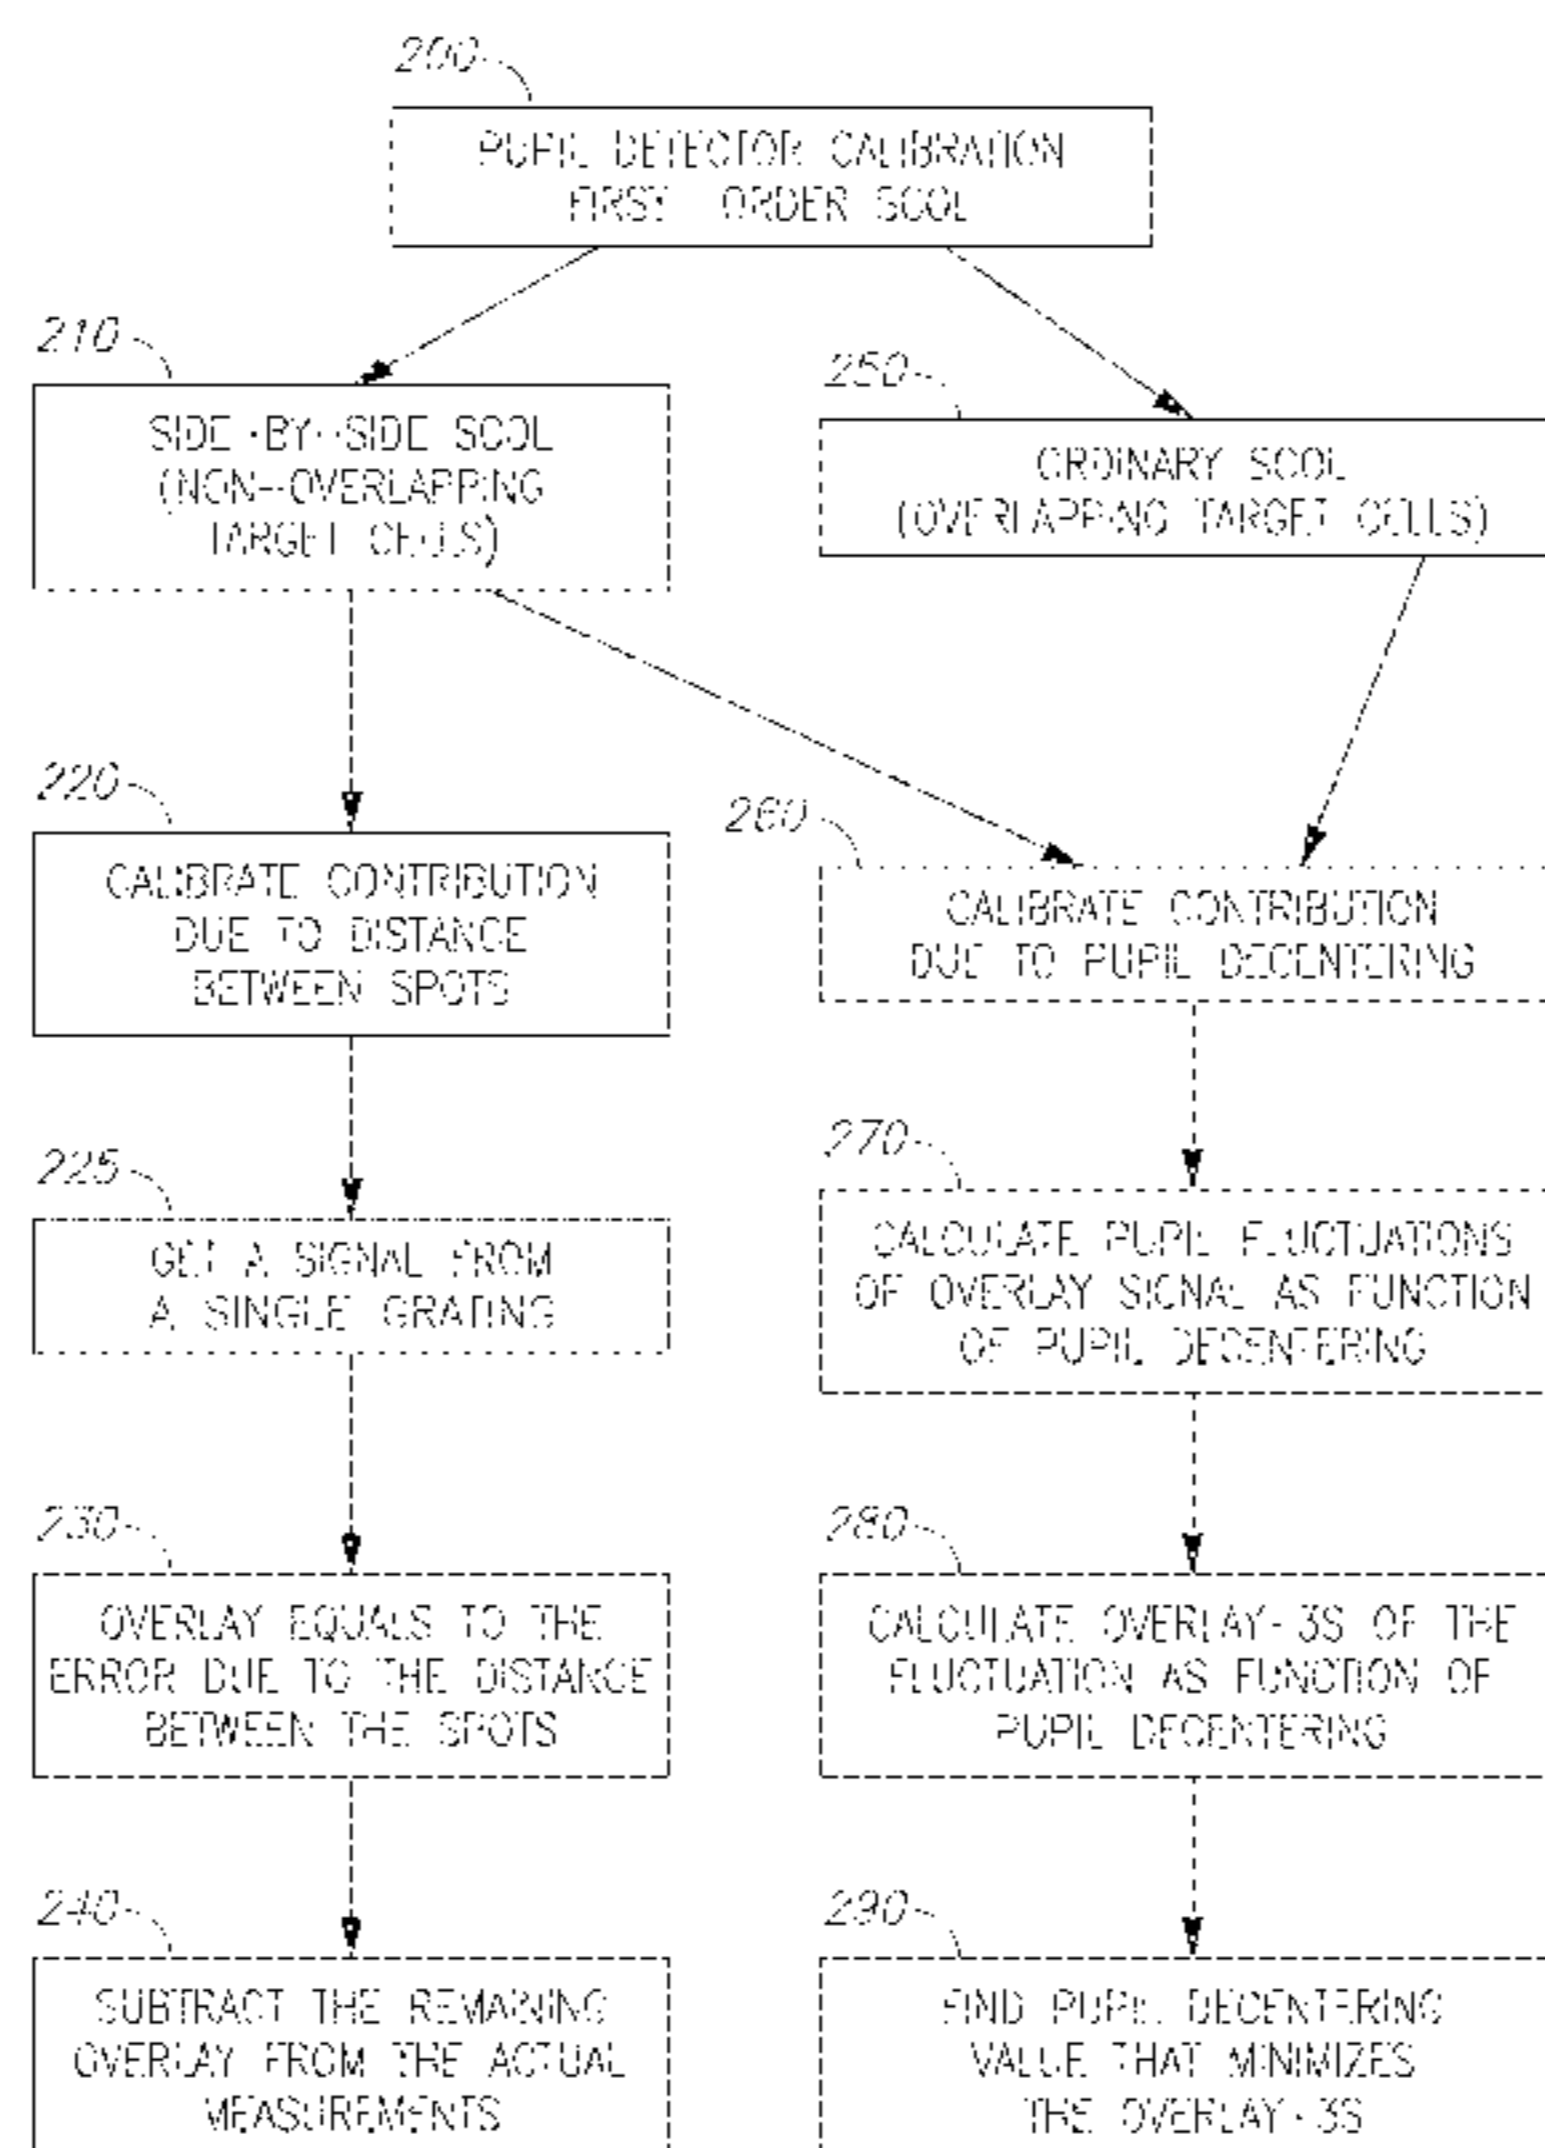 200
PUPIL DETECTOR CALIBRATION
FIRST-ORDER SCOL
210
SIDE-BY-SIDE SCOL
(NON-OVERLAPPING
TARGET CELLS)
250
ORDINARY SCOL
(OVERLAPPING TARGET CELLS)
220
CALIBRATE CONTRIBUTION
DUE TO DISTANCE
BETWEEN SPOTS
260
CALIBRATE CONTRIBUTION
DUE TO PUPIL DECENTERING
225
GET A SIGNAL FROM
A SINGLE GRATING
270
CALCULATE PUPIL FLUCTUATIONS
OF OVERLAY SIGNAL AS FUNCTION
OF PUPIL DECENTERING
230
OVERLAY EQUALS TO THE
ERROR DUE TO THE DISTANCE
BETWEEN THE SPOTS
280
CALCULATE OVERLAY-3S OF THE
FLUCTUATION AS FUNCTION OF
PUPIL DECENTERING
240
SUBTRACT THE REMAINING
OVERLAY FROM THE ACTUAL
MEASUREMENTS
290
FIND PUPIL DECENTERING
VALUE THAT MINIMIZES
THE OVERLAY-3S